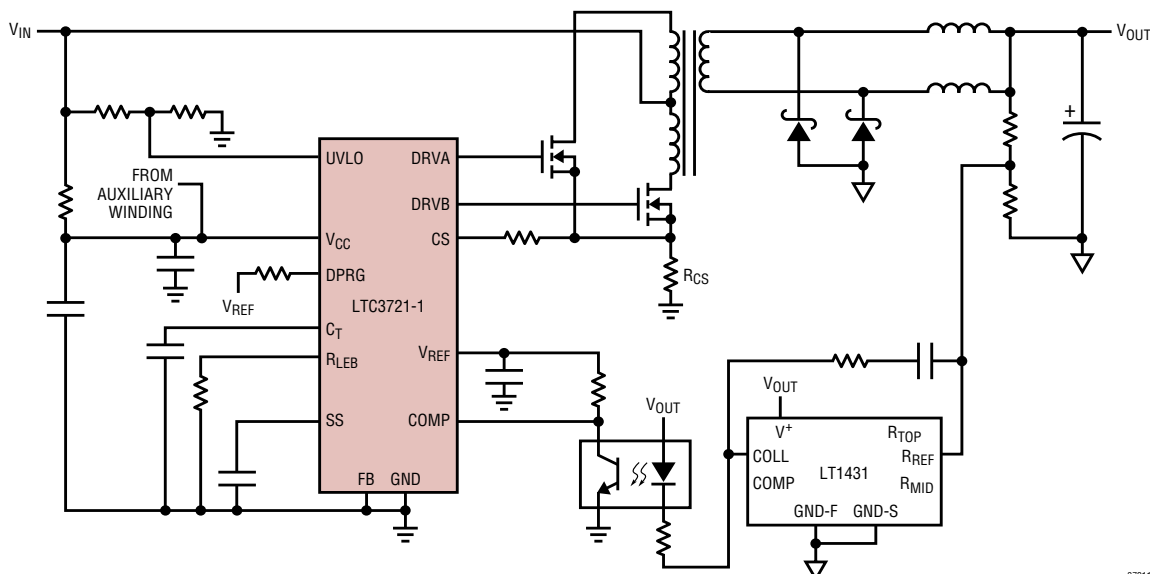 VIN
VOUT
UVLO
DRVA
FROM
AUXILIARY
WINDING
DRVB
VCC
CS
DPRG
RCS
VREF
LTC3721-1
CT
RLEB
VREF
SS
COMP
VOUT
VOUT
V+
RTOP
COLL
RREF
LT1431
COMP
RMID
FB
GND
GND-F
GND-S
+